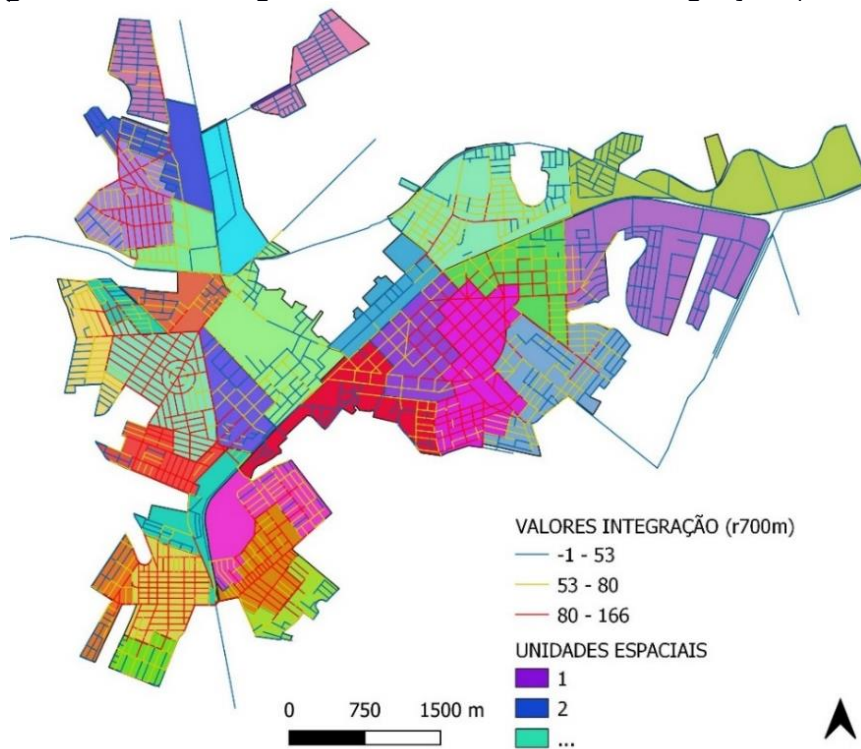 VALORES INTEGRAÇÃO (r700m)
-1 - 53
53 - 80
80 - 166
UNIDADES ESPACIAIS
1
2
...
0 750 1500 m